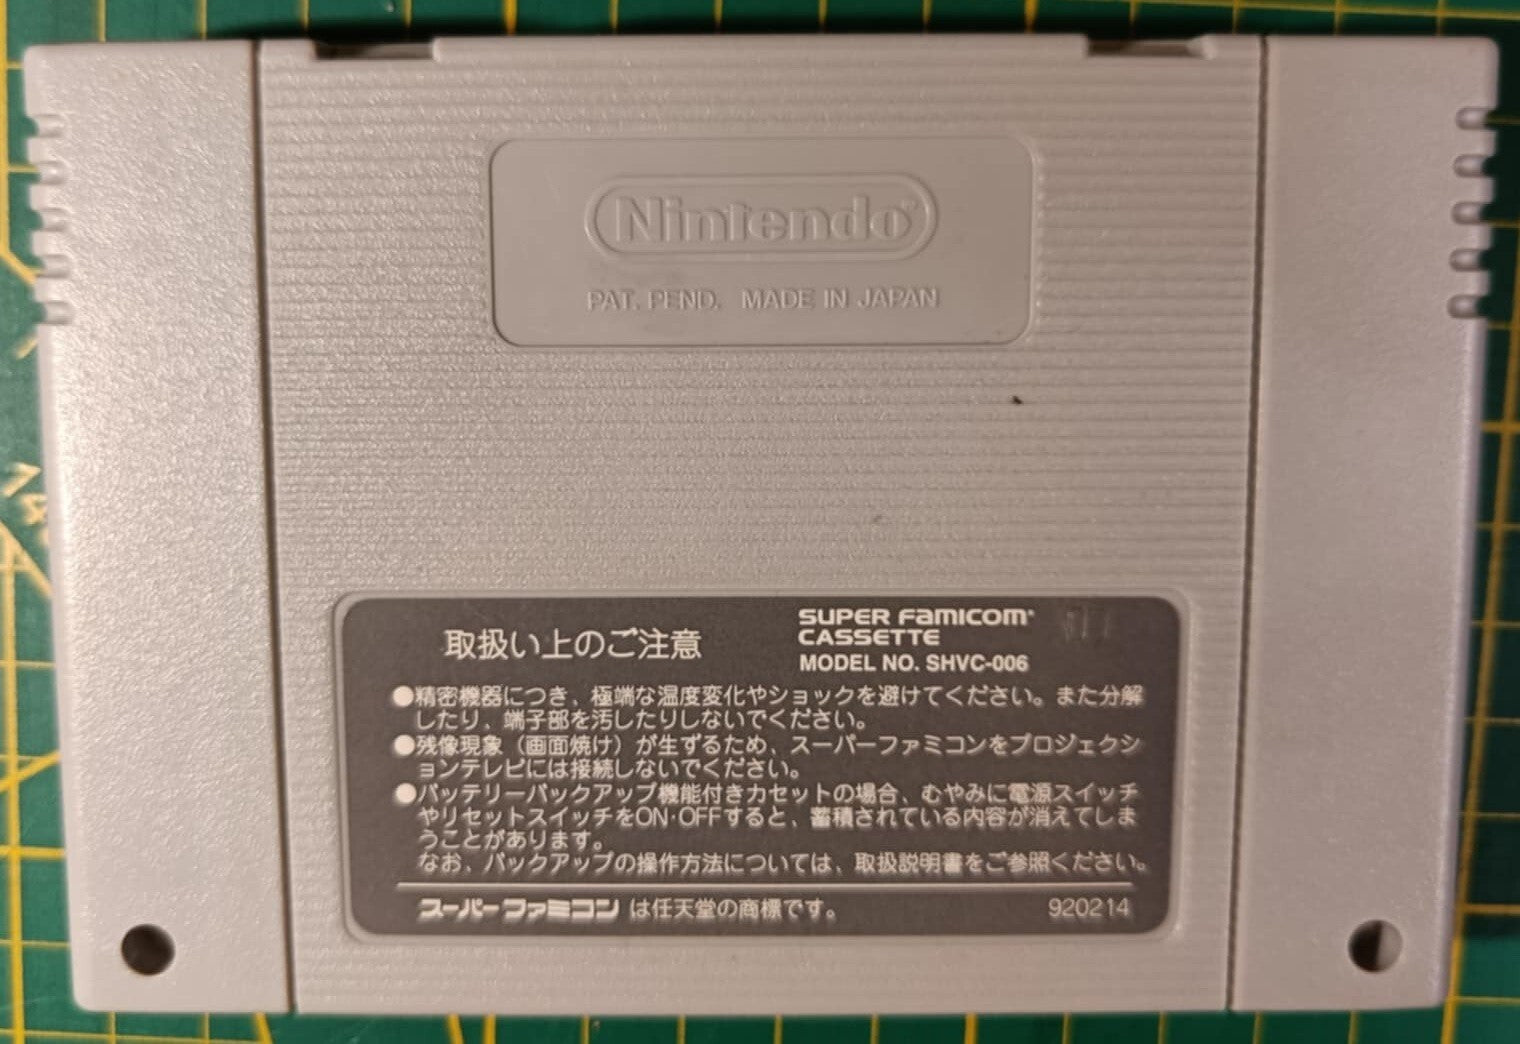 Nintendo
PAT. PEND. MADE IN JAPAN
取扱い上のご注意
SUPER FAMICOM
CASSETTE
MODEL NO. SHVC-006
●精密機器につき、極端な温度変化やショックを避けてください。また分解
したり、端子部を汚したりしないでください。
●残像現象（画面焼け）が生ずるため、スーパーファミコンをプロジェクシ
ョンテレビには接続しないでください。
●バッテリーバックアップ機能付きカセットの場合、むやみに電源スイッチ
やリセットスイッチをON·OFFすると、蓄積されている内容が消えてしま
うことがあります。
なお、バックアップの操作方法については、取扱説明書をご参照ください。
スーパーファミコン は任天堂の商標です。
920214